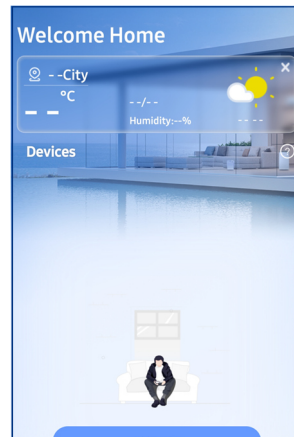 Welcome Home
- -City
°C
- -
--/--
Humidity:--%
- - - -
Devices